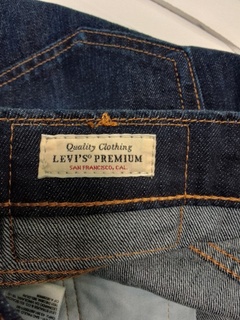 Quality Clothing
LEVI'S® PREMIUM
SAN FRANCISCO, CAL.